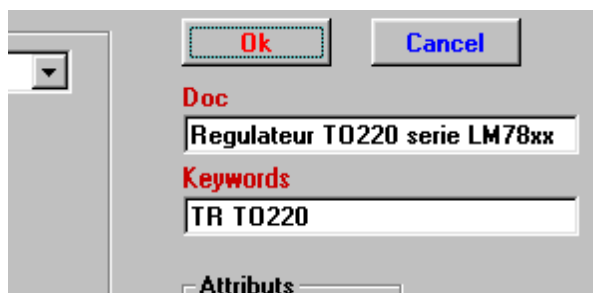 Ok Cancel
Doc
Regulateur TO220 serie LM78xx
Keywords
TR TO220
Attributs